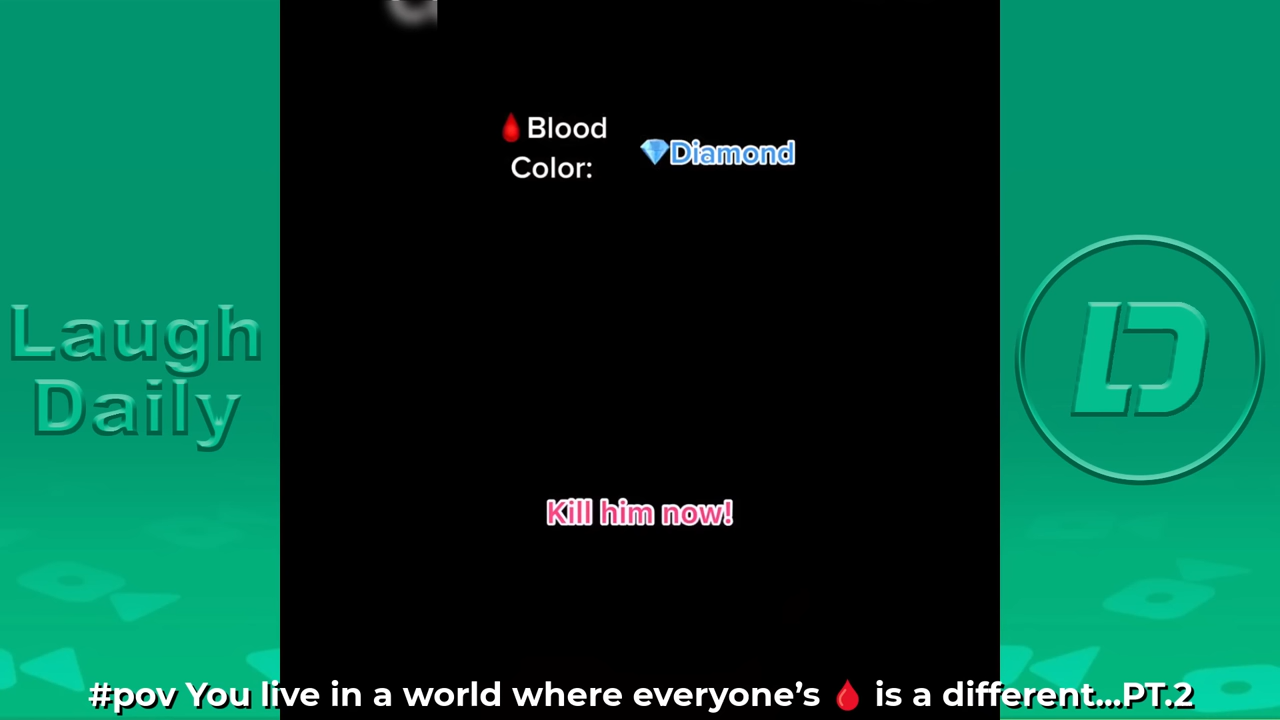 🩸Blood
Color:
💎Diamond
Laugh
Daily
LD
Kill him now!
#pov You live in a world where everyone’s 🩸 is a different...PT.2